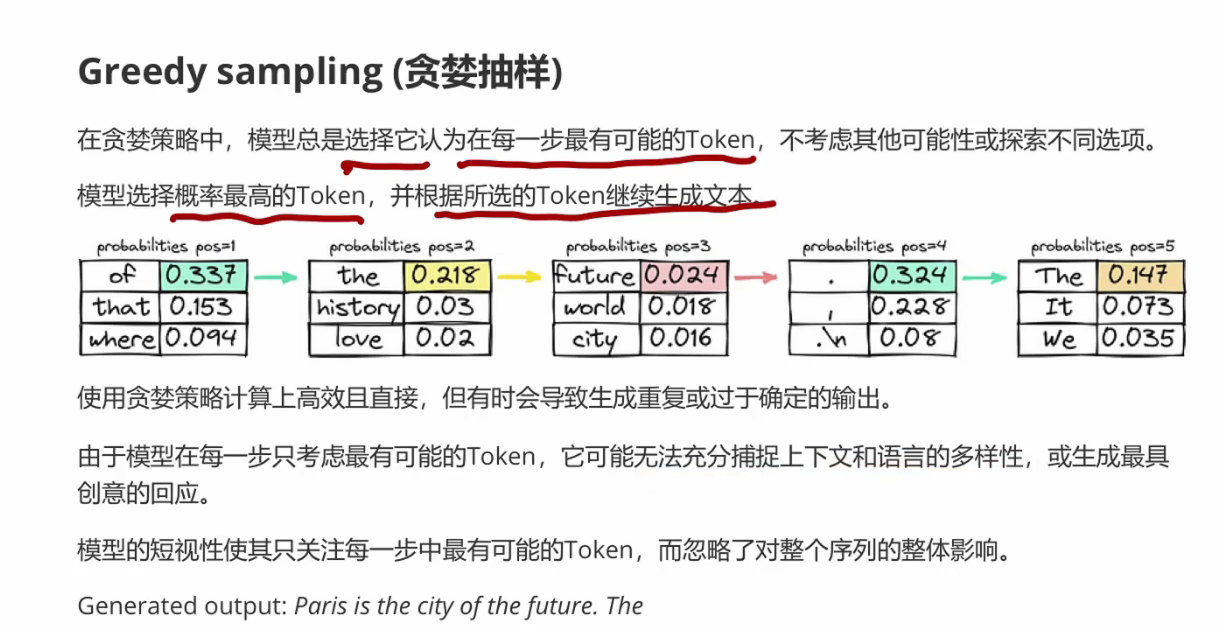 Greedy sampling (贪婪抽样)
在贪婪策略中，模型总是选择它认为在每一步最有可能的Token，不考虑其他可能性或探索不同选项。
模型选择概率最高的Token，并根据所选的Token继续生成文本。
probabilities pos=1 probabilities pos=2 probabilities pos=3 probabilities pos=4 probabilities pos=5
of 0.337 the 0.218 future 0.024 . 0.324 The 0.147
that 0.153 history 0.03 world 0.018 , 0.228 It 0.073
where 0.094 love 0.02 city 0.016 .\n 0.08 We 0.035
使用贪婪策略计算上高效且直接，但有时会导致生成重复或过于确定的输出。
由于模型在每一步只考虑最有可能的Token，它可能无法充分捕捉上下文和语言的多样性，或生成最具
创意的回应。
模型的短视性使其只关注每一步中最有可能的Token，而忽略了对整个序列的整体影响。
Generated output: Paris is the city of the future. The